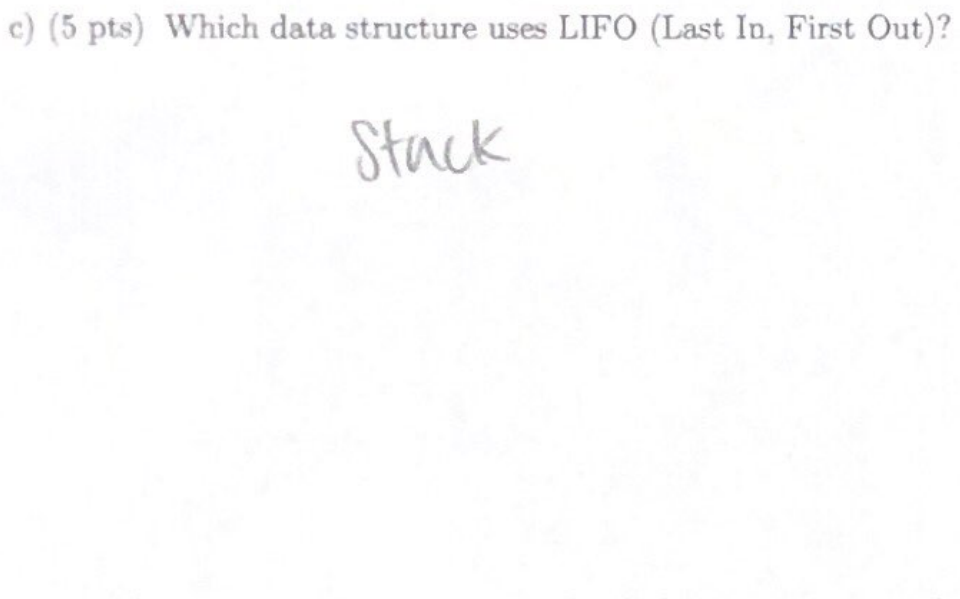 c) (5 pts) Which data structure uses LIFO (Last In, First Out)?
Stack